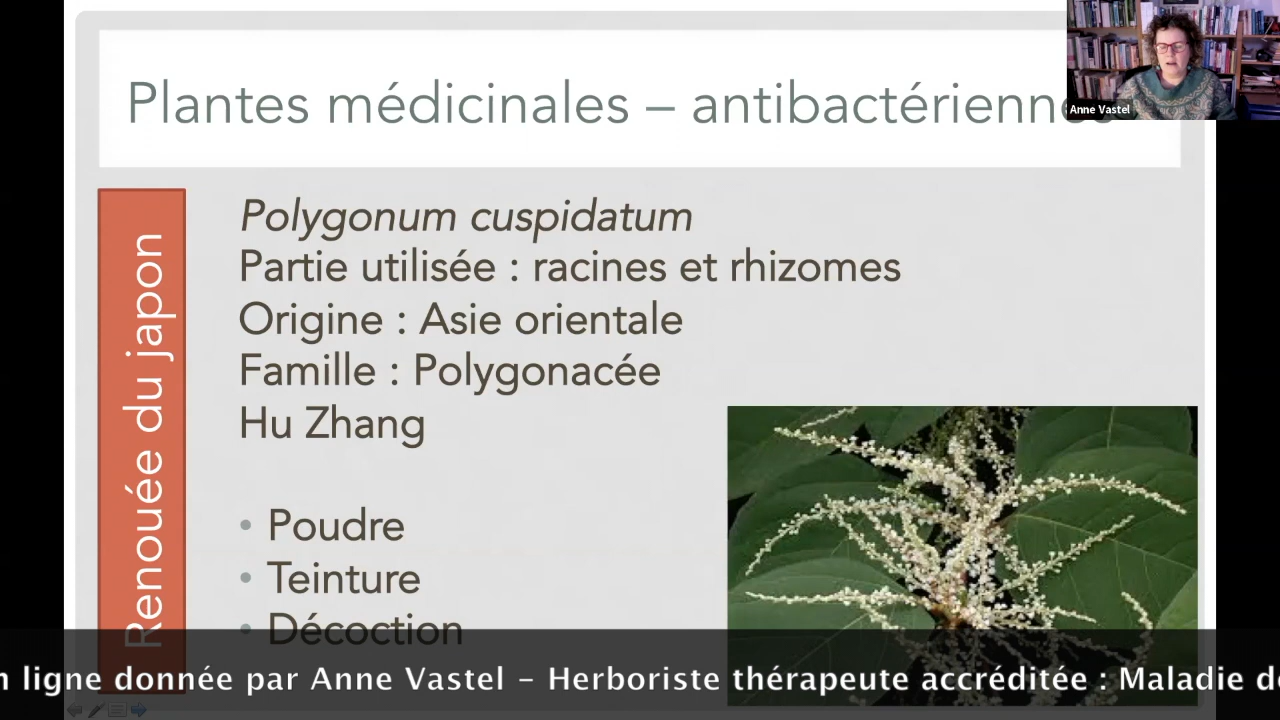 Plantes médicinales – antibactériennes
Anne Vastel
Renouée du japon
Polygonum cuspidatum
Partie utilisée : racines et rhizomes
Origine : Asie orientale
Famille : Polygonacée
Hu Zhang
• Poudre
• Teinture
• Décoction
ligne donnée par Anne Vastel – Herboriste thérapeute accréditée : Maladie